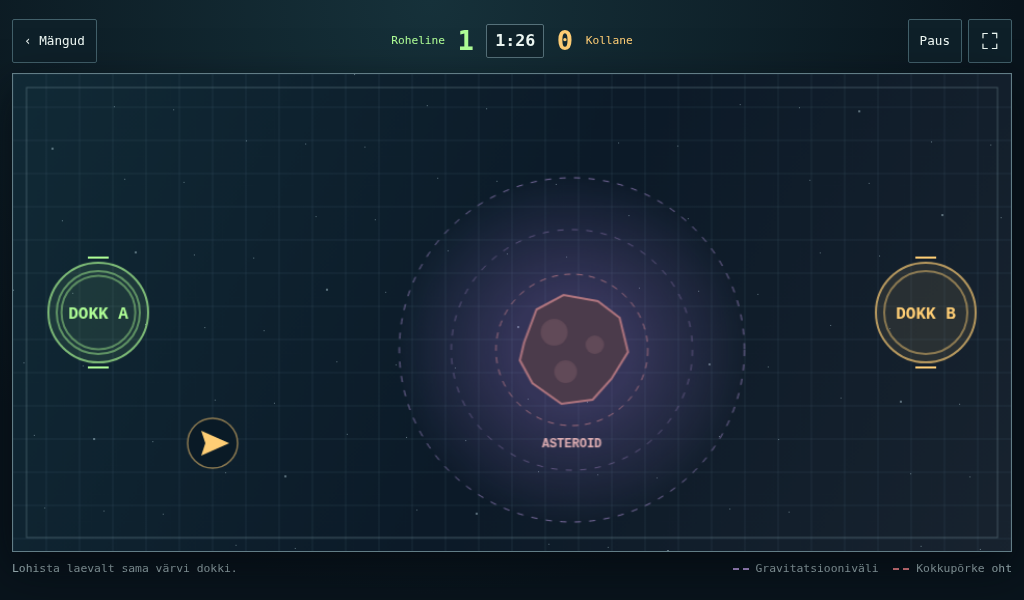 ‹ Mängud
Roheline 1 1:26 0 Kollane
Paus
DOKK A
DOKK B
ASTEROID
Lohista laevalt sama värvi dokki.
Gravitatsiooniväli
Kokkupõrke oht